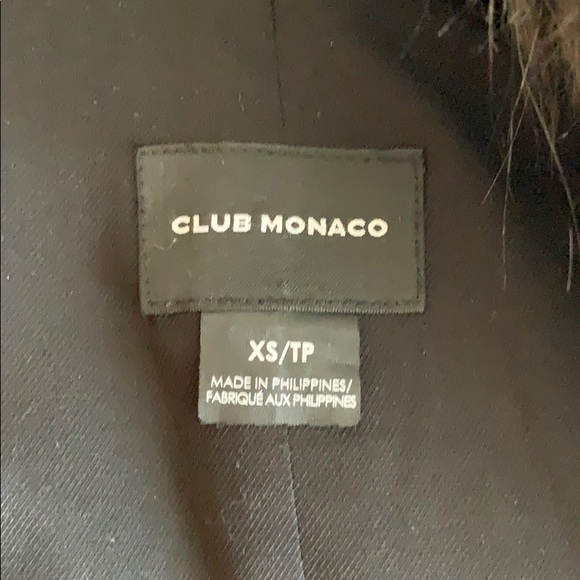 CLUB MONACO
XS/TP
MADE IN PHILIPPINES/
FABRIQUÉ AUX PHILIPPINES